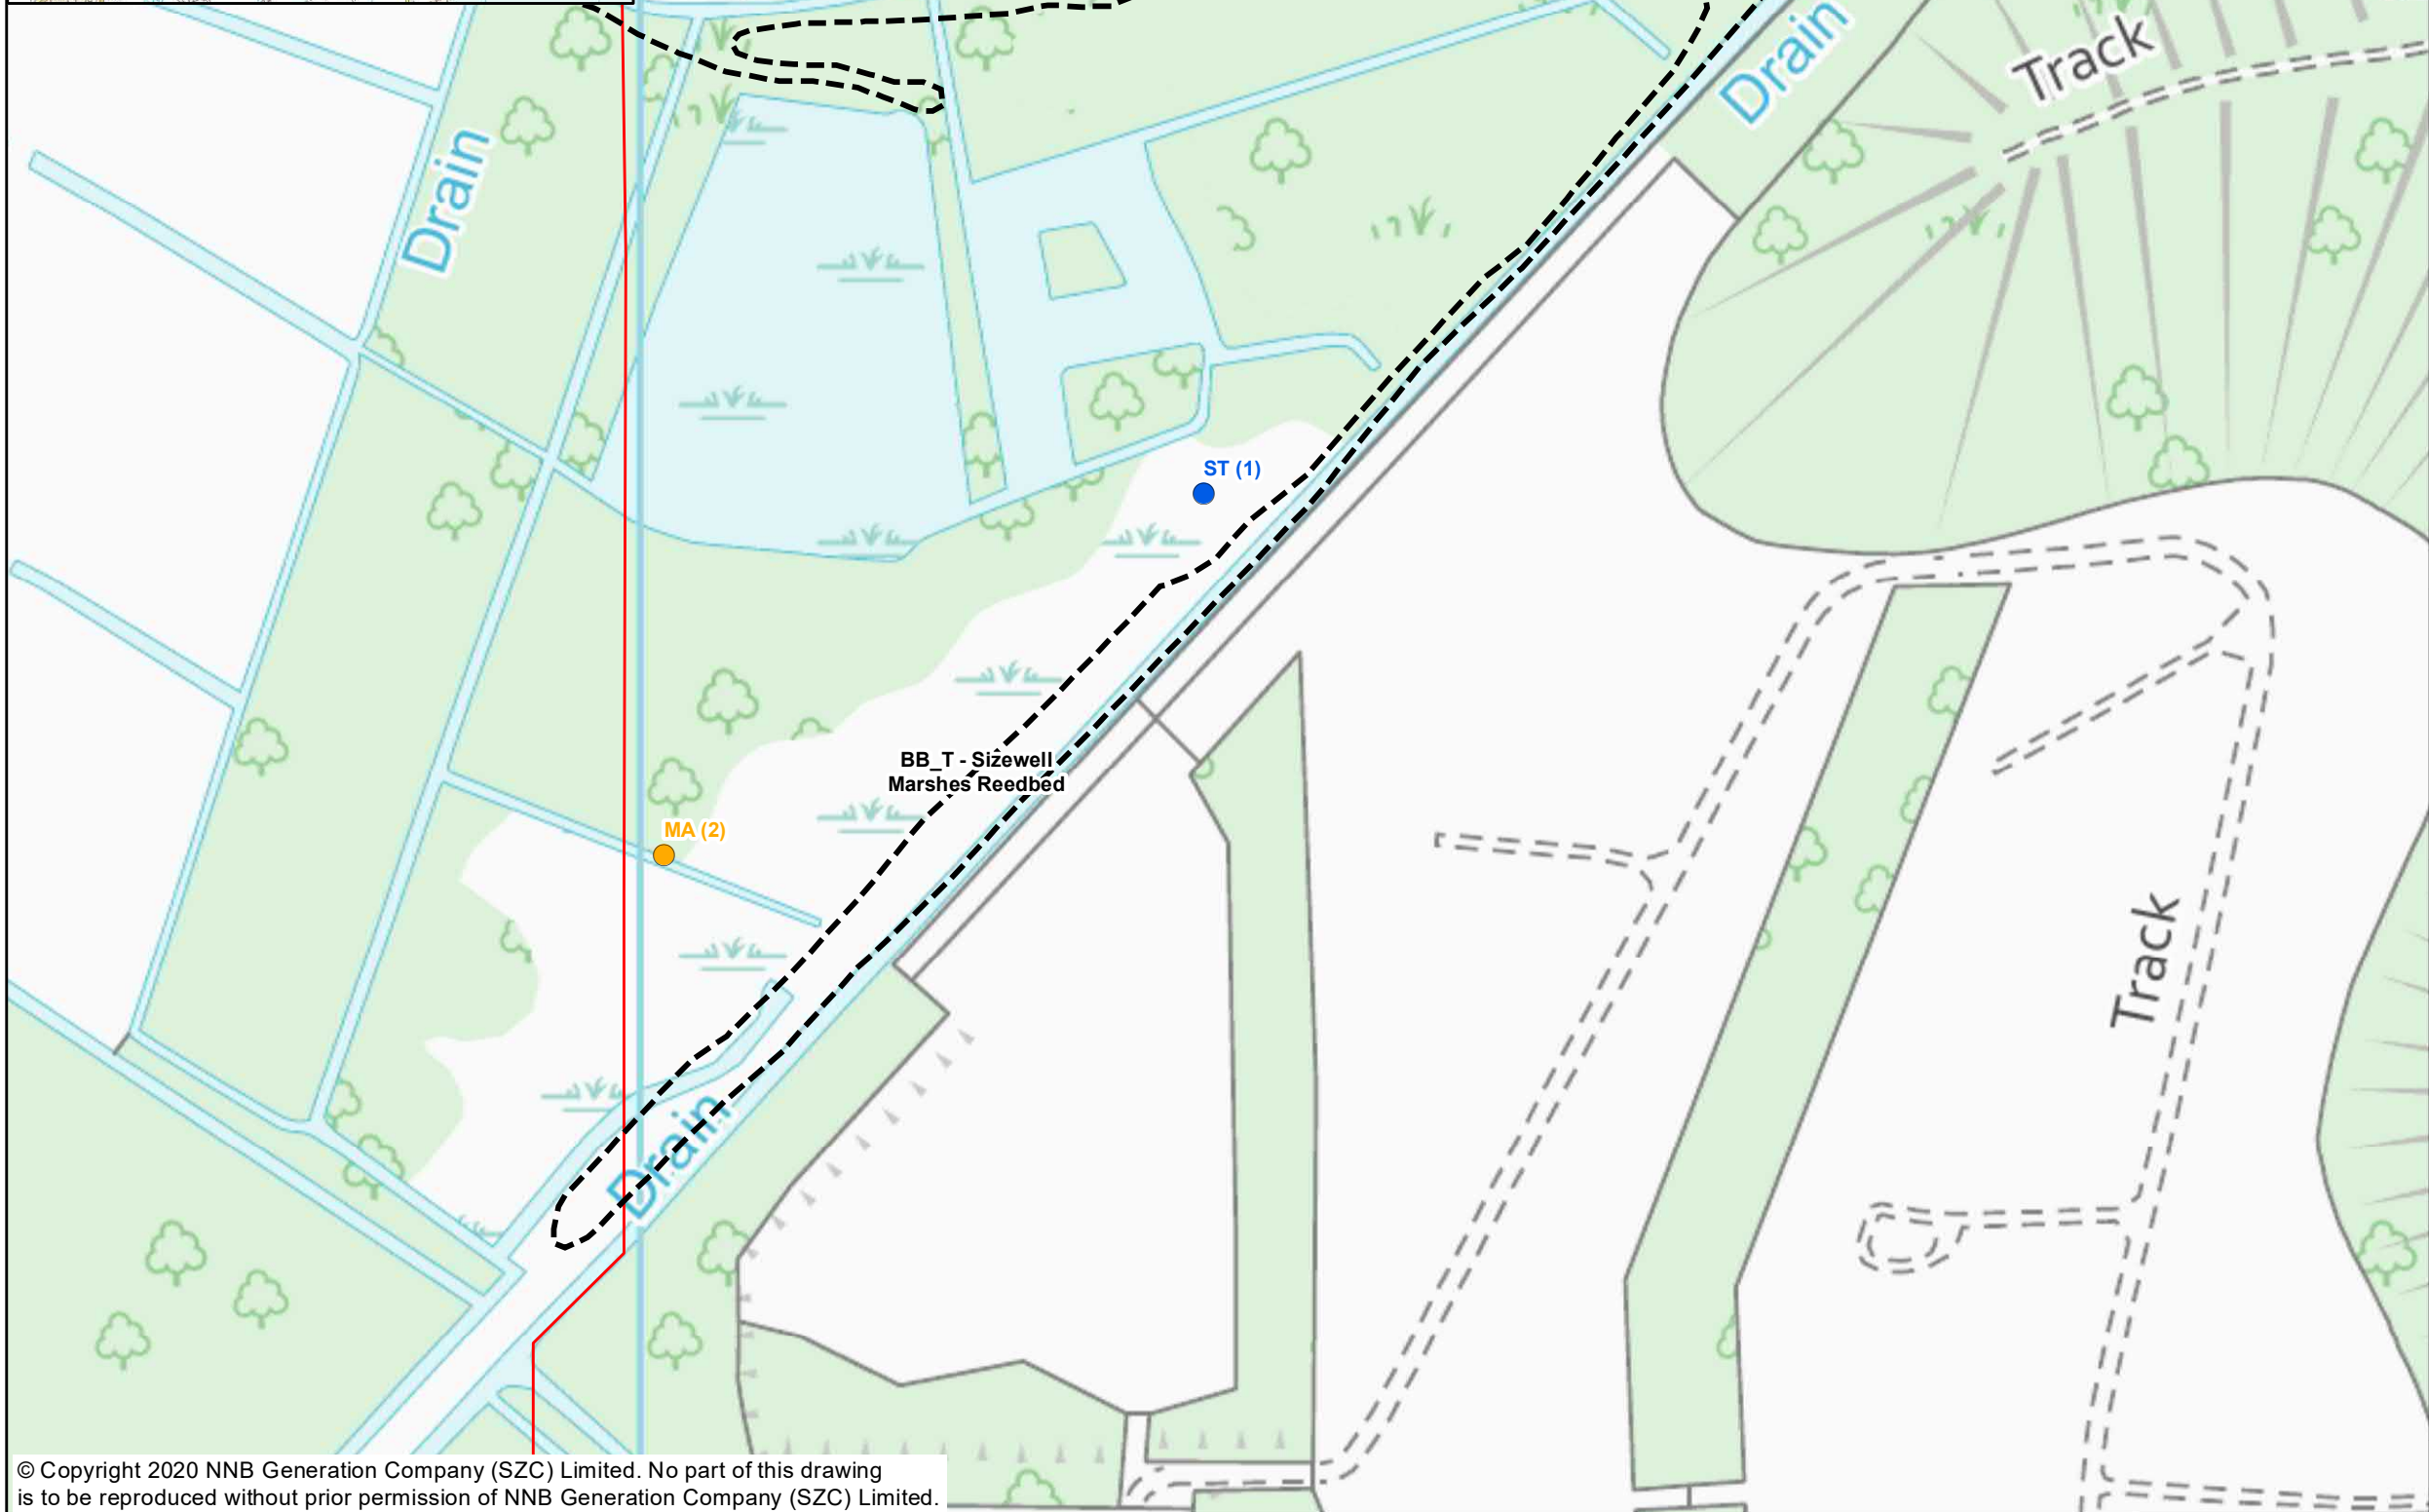 Drain
Track
Drain
ST (1)
BB_T - Sizewell
Marshes Reedbed
MA (2)
Track
Drain
© Copyright 2020 NNB Generation Company (SZC) Limited. No part of this drawing
is to be reproduced without prior permission of NNB Generation Company (SZC) Limited.